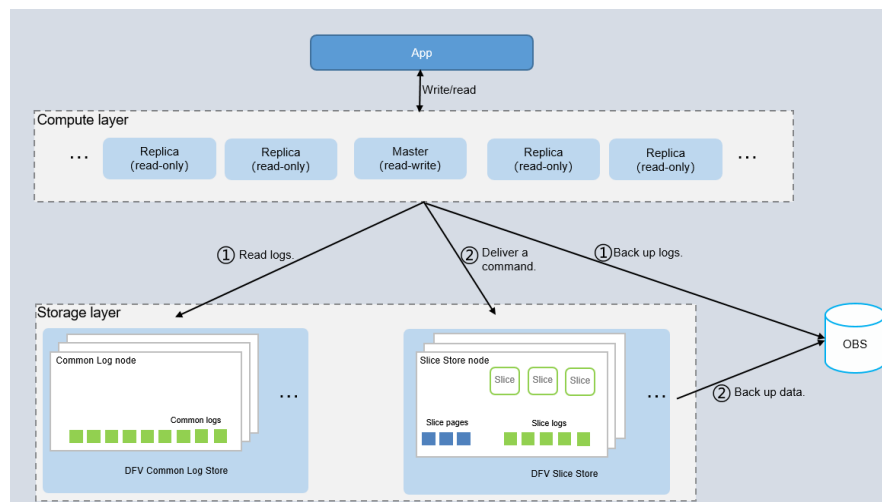 App
Write/read
Compute layer
...
Replica
(read-only)
Replica
(read-only)
Master
(read-write)
Replica
(read-only)
Replica
(read-only)
...
① Read logs.
② Deliver a
command.
① Back up logs.
Storage layer
Common Log node
Common logs
...
DFV Common Log Store
Slice Store node
Slice
Slice
Slice
Slice pages
Slice logs
...
DFV Slice Store
OBS
② Back up data.